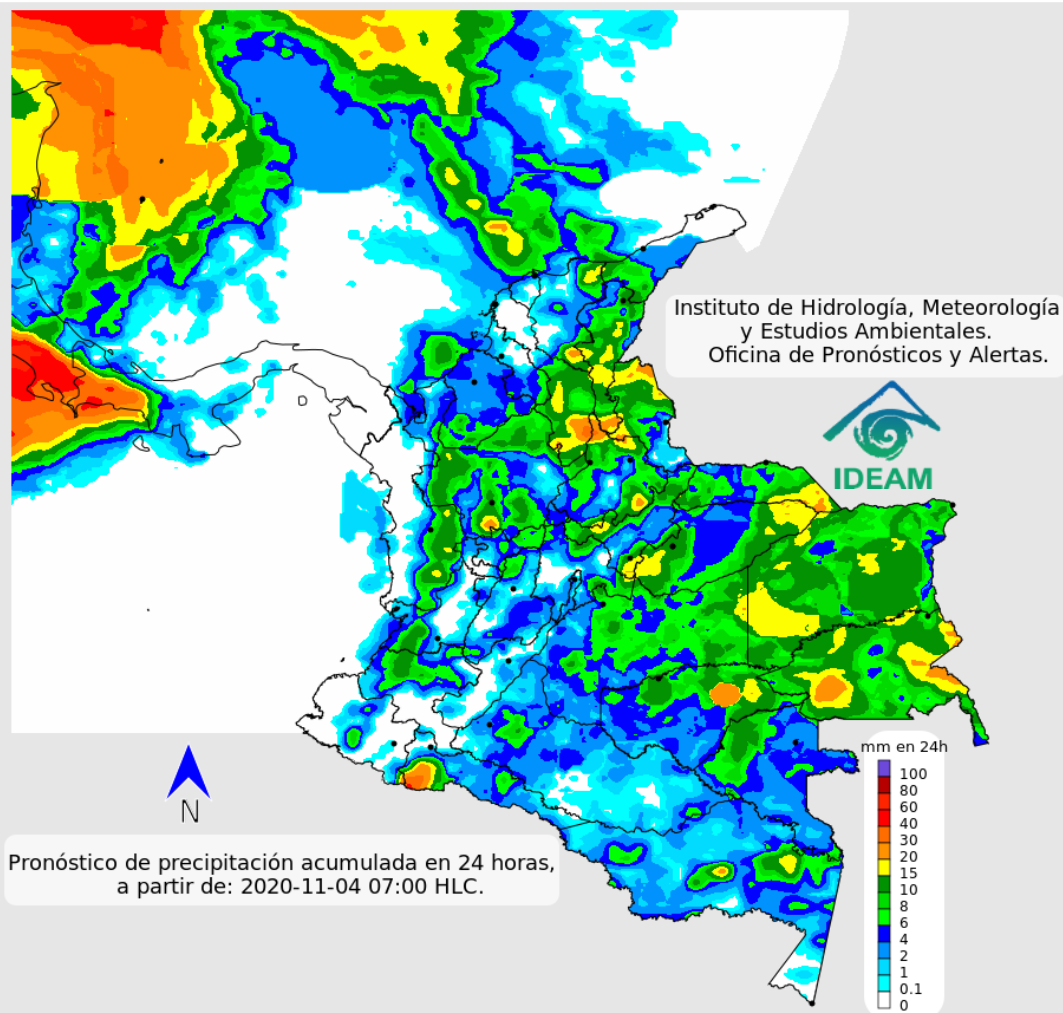 Instituto de Hidrología, Meteorología
y Estudios Ambientales.
Oficina de Pronósticos y Alertas.
IDEAM
N
mm en 24h
100
80
60
40
30
20
15
10
8
6
4
2
1
0.1
0
Pronóstico de precipitación acumulada en 24 horas,
a partir de: 2020-11-04 07:00 HLC.